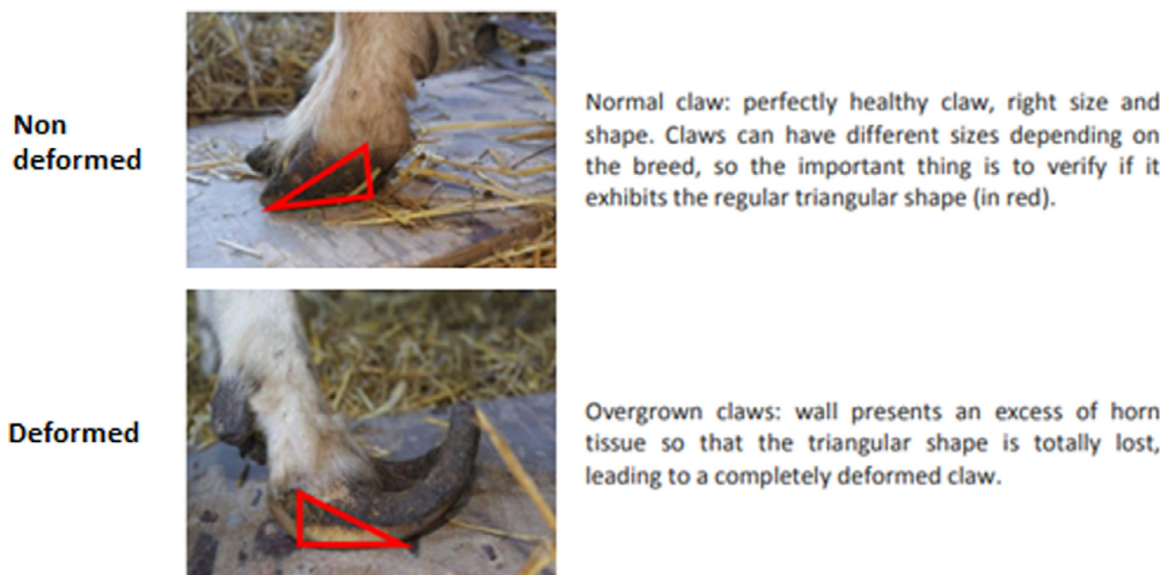 Non
deformed
Normal claw: perfectly healthy claw, right size and
shape. Claws can have different sizes depending on
the breed, so the important thing is to verify if it
exhibits the regular triangular shape (in red).
Deformed
Overgrown claws: wall presents an excess of horn
tissue so that the triangular shape is totally lost,
leading to a completely deformed claw.